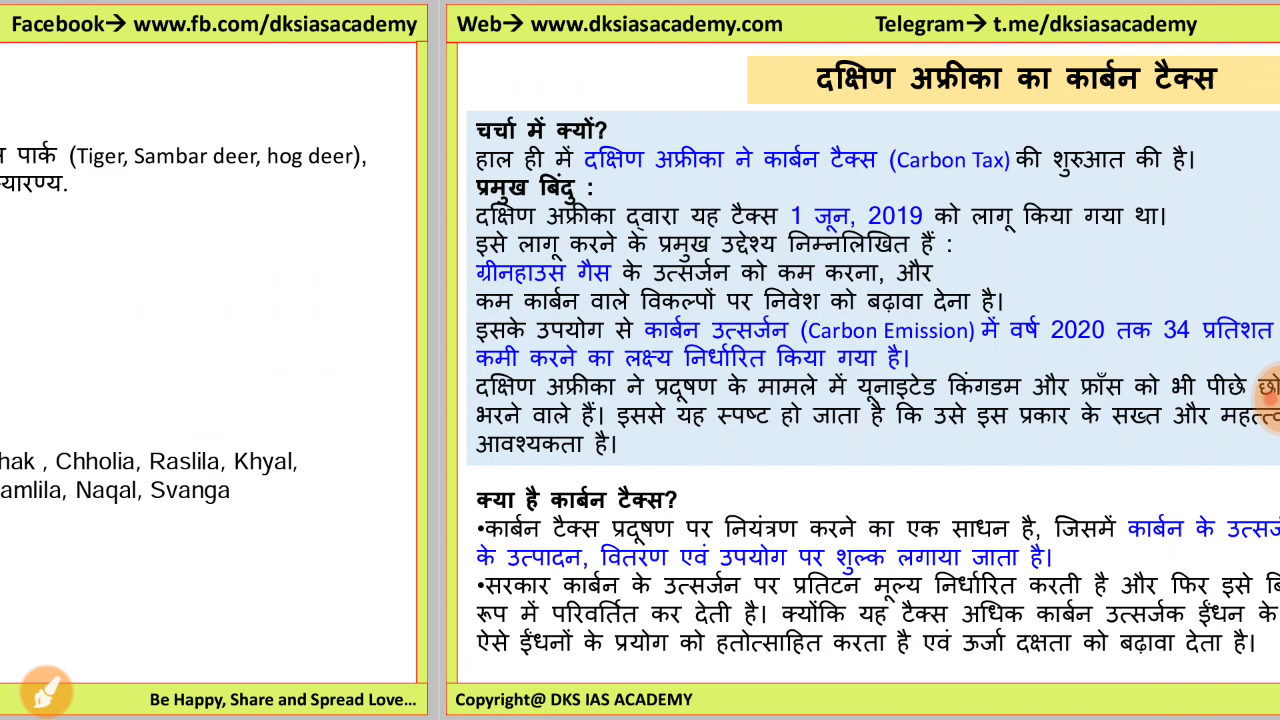 Facebook→ www.fb.com/dksiasacademy
पार्क (Tiger, Sambar deer, hog deer),
Chholia, Raslila, Khyal,
Naqal, Svanga
Be Happy, Share and Spread Love...
Web→ www.dksiasacademy.com Telegram→ t.me/dksiasacademy
दक्षिण अफ्रीका का कार्बन टैक्स
चर्चा में क्यों?
हाल ही में दक्षिण अफ्रीका ने कार्बन टैक्स (Carbon Tax) की शुरुआत की है।
प्रमुख बिंदु :
दक्षिण अफ्रीका द्वारा यह टैक्स 1 जून, 2019 को लागू किया गया था।
इसे लागू करने के प्रमुख उद्देश्य निम्नलिखित हैं :
ग्रीनहाउस गैस के उत्सर्जन को कम करना, और
कम कार्बन वाले विकल्पों पर निवेश को बढ़ावा देना है।
इसके उपयोग से कार्बन उत्सर्जन (Carbon Emission) में वर्ष 2020 तक 34 प्रतिशत
कमी करने का लक्ष्य निर्धारित किया गया है।
दक्षिण अफ्रीका ने प्रदूषण के मामले में यूनाइटेड किंगडम और फ्राँस को भी पीछे
भरने वाले हैं। इससे यह स्पष्ट हो जाता है कि उसे इस प्रकार के सख्त और
आवश्यकता है।
क्या है कार्बन टैक्स?
•कार्बन टैक्स प्रदूषण पर नियंत्रण करने का एक साधन है, जिसमें कार्बन के
के उत्पादन, वितरण एवं उपयोग पर शुल्क लगाया जाता है।
•सरकार कार्बन के उत्सर्जन पर प्रतिटन मूल्य निर्धारित करती है और फिर इसे
रूप में परिवर्तित कर देती है। क्योंकि यह टैक्स अधिक कार्बन उत्सर्जक ईंधन के
ऐसे ईंधनों के प्रयोग को हतोत्साहित करता है एवं ऊर्जा दक्षता को बढ़ावा देता है।
Copyright@ DKS IAS ACADEMY